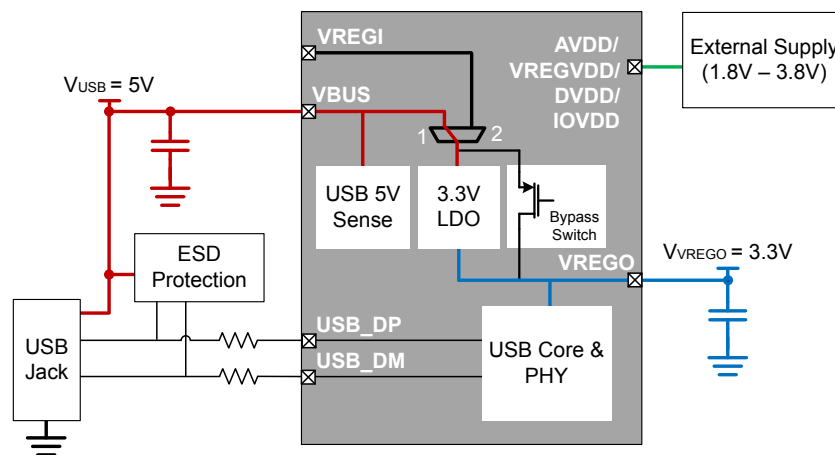 VREGI
AVDD/
VREGVDD/
DVDD/
IOVDD
External Supply
(1.8V – 3.8V)
VUSB = 5V
VBUS
1
2
USB 5V
Sense
3.3V
LDO
Bypass
Switch
ESD
Protection
VREGO
VVREGO = 3.3V
USB
Jack
USB_DP
USB_DM
USB Core &
PHY